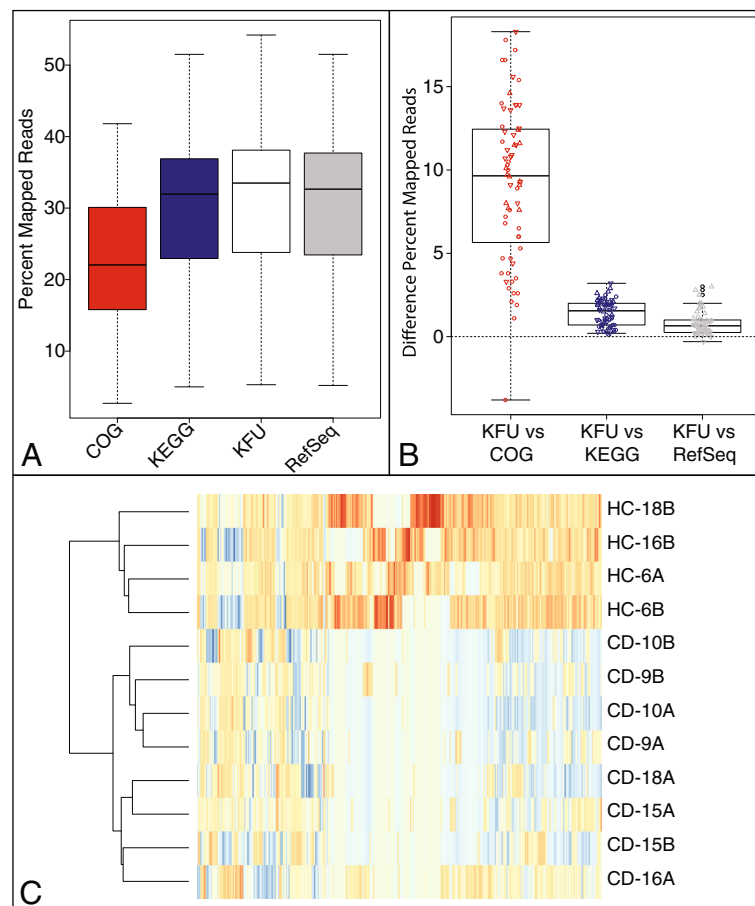 Percent Mapped Reads
50
40
30
20
10
COG
KEGG
KFU
RefSeq
A
Difference Percent Mapped Reads
15
10
5
0
KFU vs
COG
KFU vs
KEGG
KFU vs
RefSeq
B
HC-18B
HC-16B
HC-6A
HC-6B
CD-10B
CD-9B
CD-10A
CD-9A
CD-18A
CD-15A
CD-15B
CD-16A
C